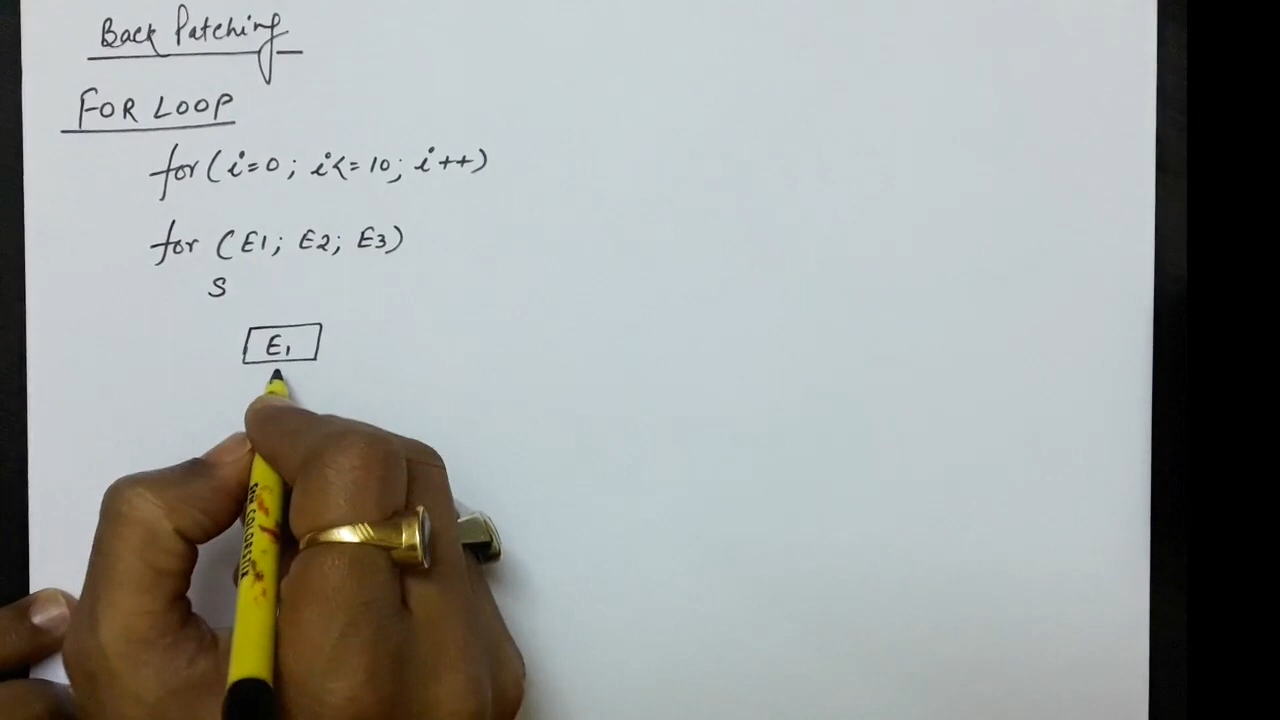 Back Patching
FOR LOOP
for (i=0; i<=10; i++)
for (E1; E2; E3)
S
E1